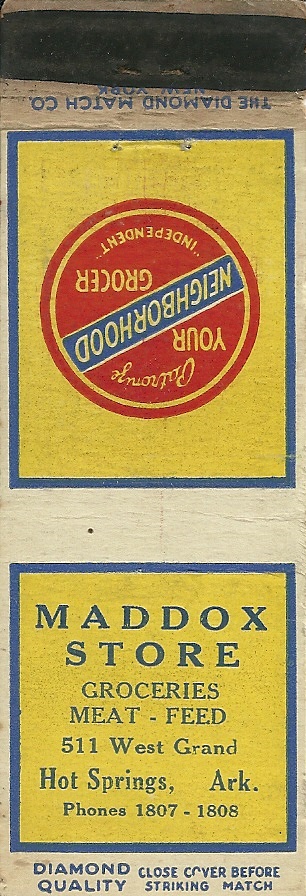 THE DIAMOND MATCH CO.
NEW YORK
Patronize
YOUR
NEIGHBORHOOD
GROCER
"INDEPENDENT"
MADDOX
STORE
GROCERIES
MEAT - FEED
511 West Grand
Hot Springs, Ark.
Phones 1807 - 1808
DIAMOND QUALITY
CLOSE COVER BEFORE
STRIKING MATCH